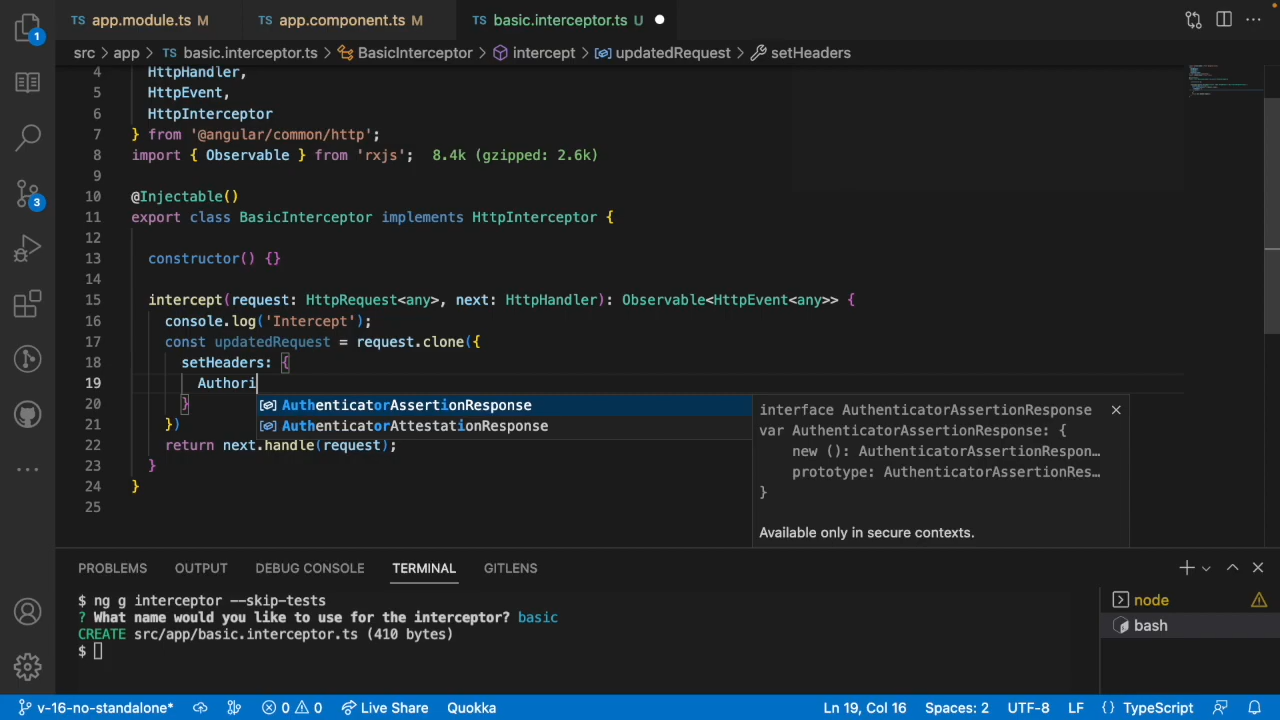 TS app.module.ts M TS app.component.ts M TS basic.interceptor.ts U
1
src > app > TS basic.interceptor.ts > BasicInterceptor > intercept > updatedRequest > setHeaders
4 HttpHandler,
5 HttpEvent,
6 HttpInterceptor
7 } from '@angular/common/http';
8 import { Observable } from 'rxjs'; 8.4k (gzipped: 2.6k)
9
10 @Injectable()
3
11 export class BasicInterceptor implements HttpInterceptor {
12
13 constructor() {}
14
15 intercept(request: HttpRequest<any>, next: HttpHandler): Observable<HttpEvent<any>> {
16 console.log('Intercept');
17 const updatedRequest = request.clone({
18 setHeaders: {
19 Authori
20 }
AuthenticatorAssertionResponse
AuthenticatorAttestationResponse
interface AuthenticatorAssertionResponse
var AuthenticatorAssertionResponse: {
new (): AuthenticatorAssertionRespon…
prototype: AuthenticatorAssertionRes…
}
Available only in secure contexts.
21 })
22 return next.handle(request);
23 }
24 }
25
PROBLEMS OUTPUT DEBUG CONSOLE TERMINAL GITLENS
$ ng g interceptor --skip-tests
? What name would you like to use for the interceptor? basic
CREATE src/app/basic.interceptor.ts (410 bytes)
$
node
bash
v-16-no-standalone* 0 0 Live Share Quokka Ln 19, Col 16 Spaces: 2 UTF-8 LF {} TypeScript